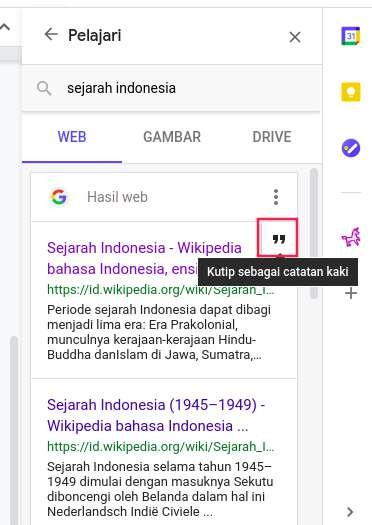 Pelajari
sejarah indonesia
WEB GAMBAR DRIVE
Hasil web
Sejarah Indonesia - Wikipedia
bahasa Indonesia, ensi
Kutip sebagai catatan kaki
https://id.wikipedia.org/wiki/Sejarah_I...
Periode sejarah Indonesia dapat dibagi
menjadi lima era: Era Prakolonial,
munculnya kerajaan-kerajaan Hindu-
Buddha danIslam di Jawa, Sumatra,...
Sejarah Indonesia (1945–1949) -
Wikipedia bahasa Indonesia ...
https://id.wikipedia.org/wiki/Sejarah_I...
Sejarah Indonesia selama tahun 1945–
1949 dimulai dengan masuknya Sekutu
diboncengi oleh Belanda dalam hal ini
Nederlandsch Indië Civiele ...
31